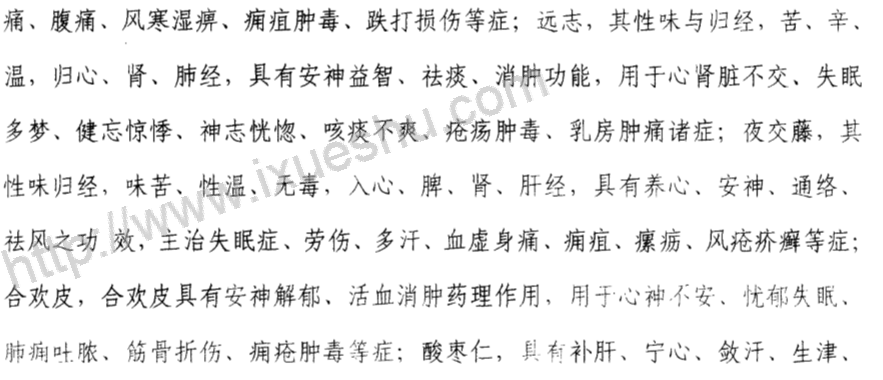 痛、腹痛、风寒湿痹、痈疽肿毒、跌打损伤等症；远志，其性味与归经，苦、辛、
温，归心、肾、肺经，具有安神益智、祛痰、消肿功能，用于心肾脏不交、失眠
多梦、健忘惊悸、神志恍惚、咳痰不爽、疮疡肿毒、乳房肿痛诸症；夜交藤，其
性味归经，味苦、性温、无毒，入心、脾、肾、肝经，具有养心、安神、通络、
祛风之功 效，主治失眠症、劳伤、多汗、血虚身痛、痈疽、瘰疬、风疮疥癣等症；
合欢皮，合欢皮具有安神解郁、活血消肿药理作用，用于心神不安、忧郁失眠、
肺痈吐脓、筋骨折伤、痈疮肿毒等症；酸枣仁，具有补肝、宁心、敛汗、生津、
http://www.ixueshu.com